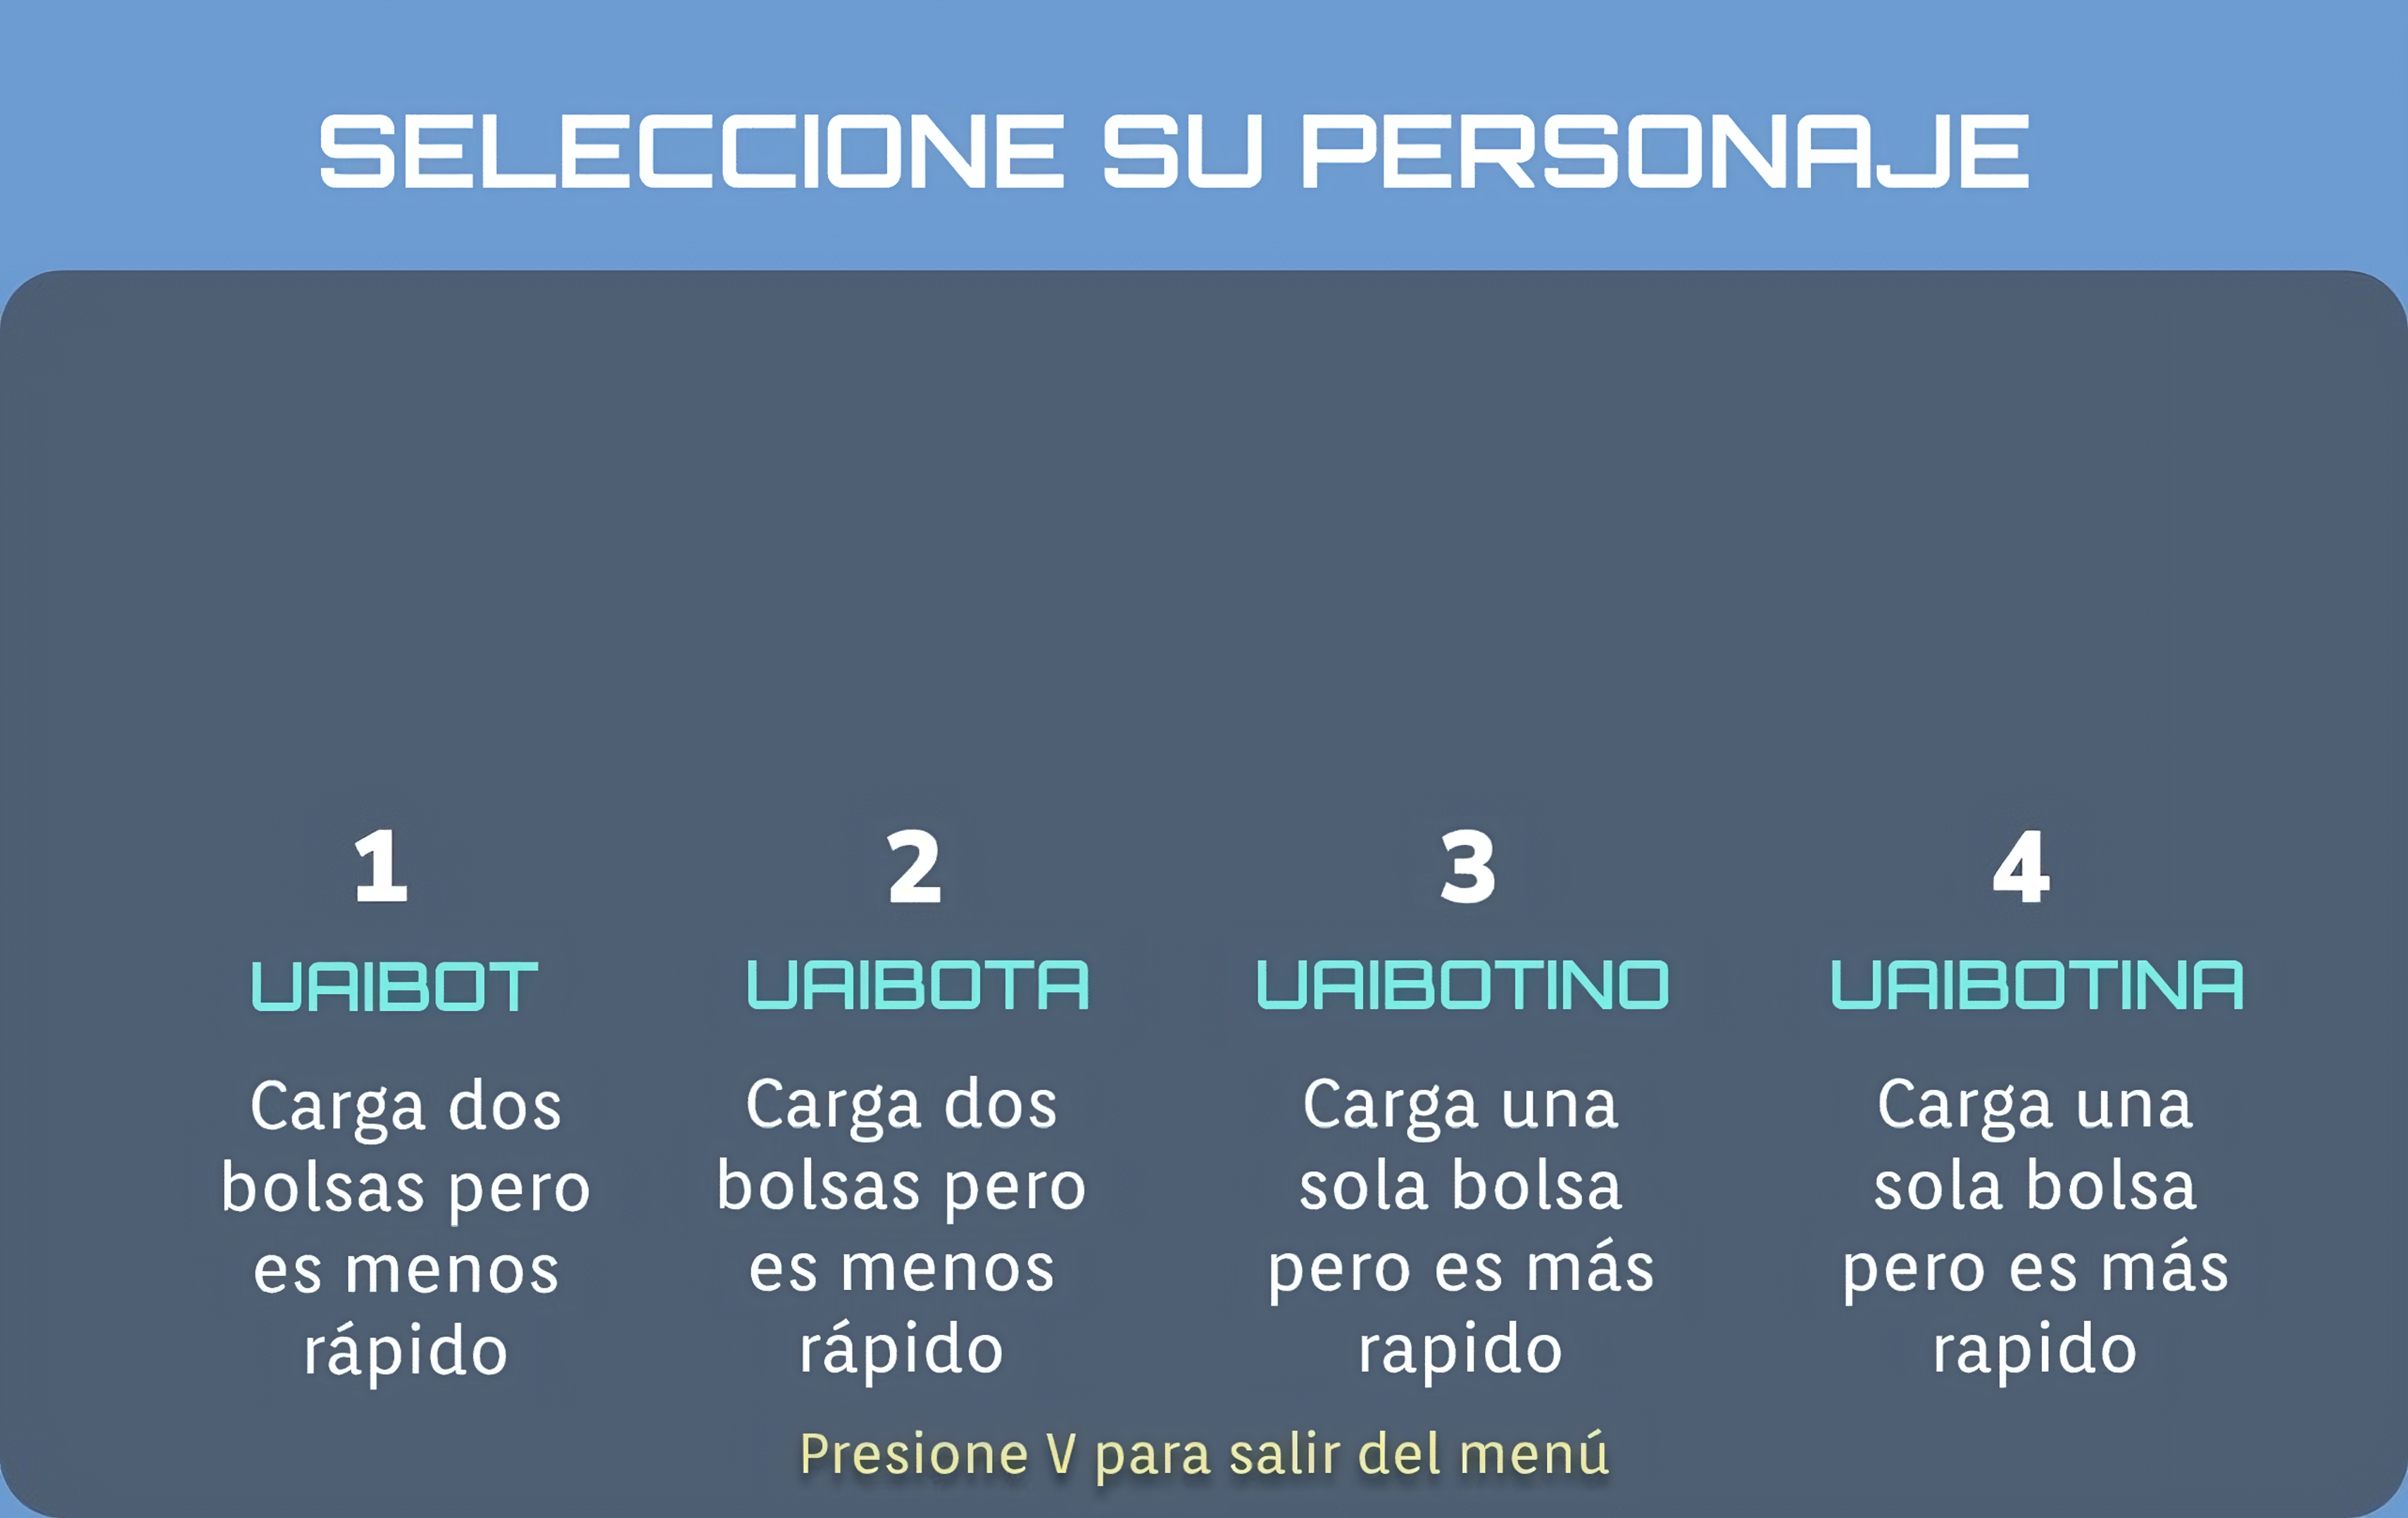 SELECCIONE SU PERSONAJE
1
UAIBOT
Carga dos
bolsas pero
es menos
rápido
2
UAIBOTA
Carga dos
bolsas pero
es menos
rápido
3
UAIBOTINO
Carga una
sola bolsa
pero es más
rapido
4
UAIBOTINA
Carga una
sola bolsa
pero es más
rapido
Presione V para salir del menú